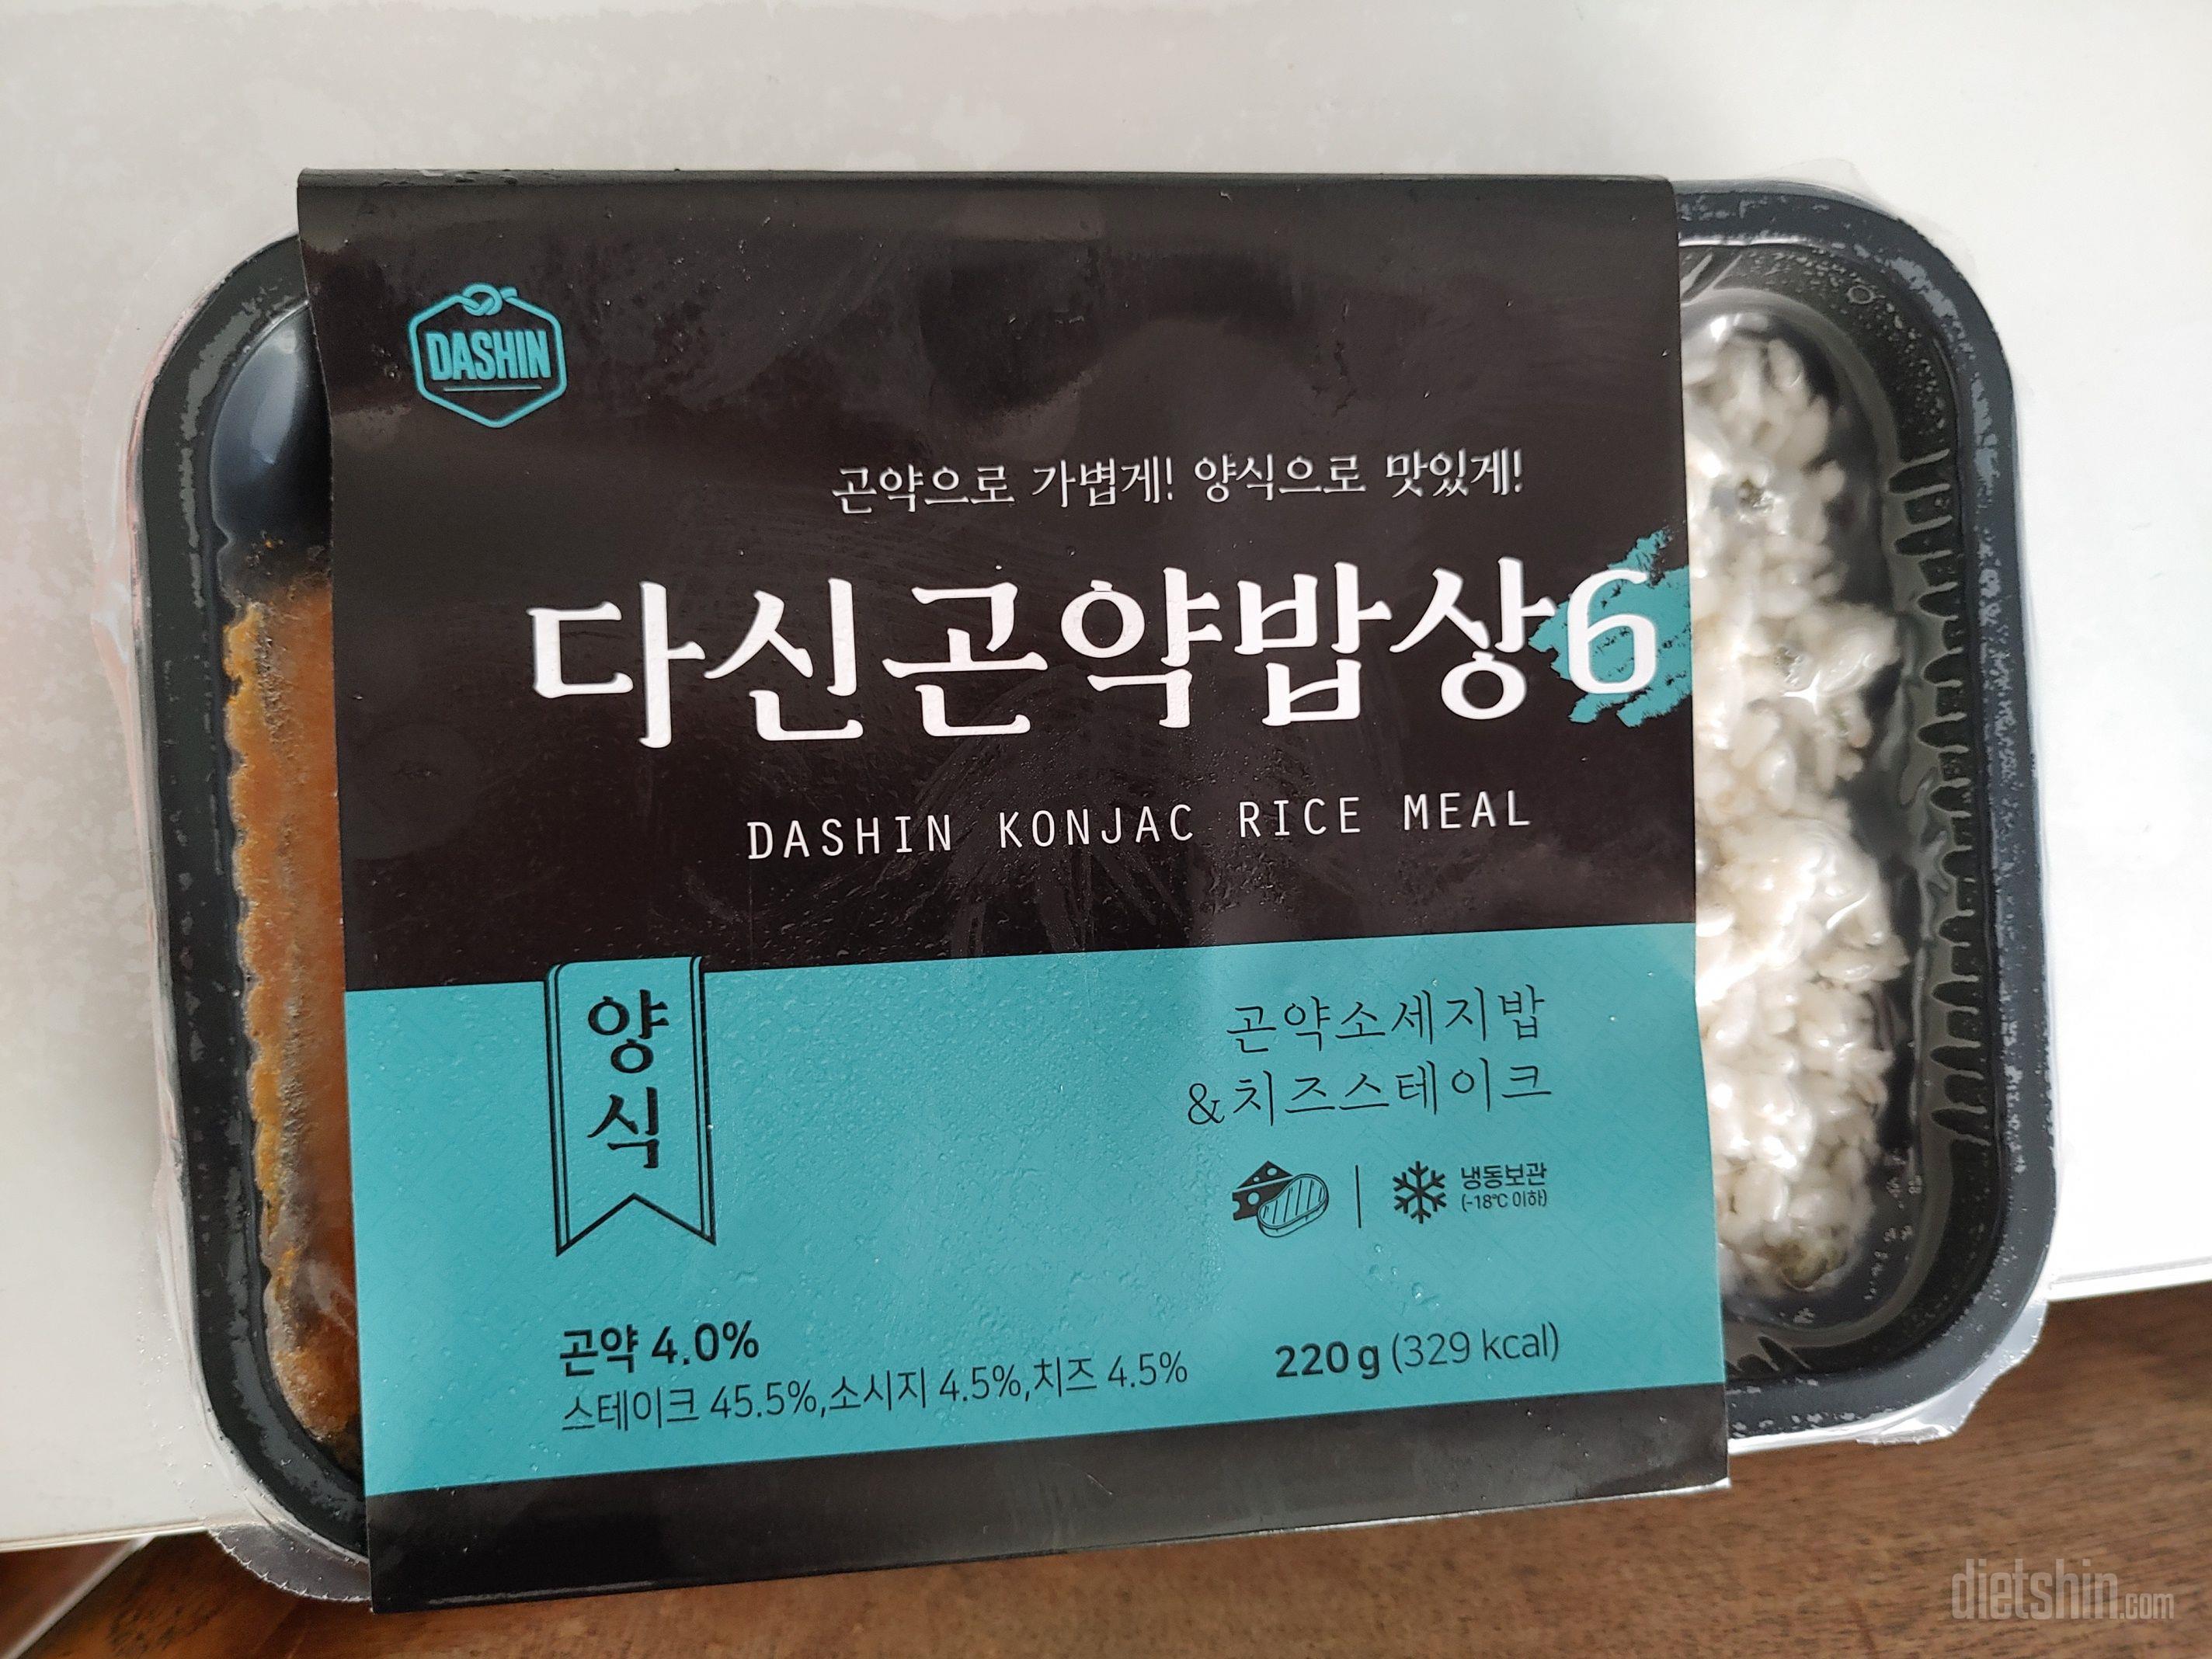 DASHIN
곤약으로 가볍게! 양식으로 맛있게!
다신곤약밥상6
DASHIN KONJAC RICE MEAL
양식
곤약소세지밥
&치즈스테이크
냉동보관
(-18℃ 이하)
곤약 4.0%
스테이크 45.5%,소시지 4.5%,치즈 4.5%
220g (329 kcal)
dietshin.com